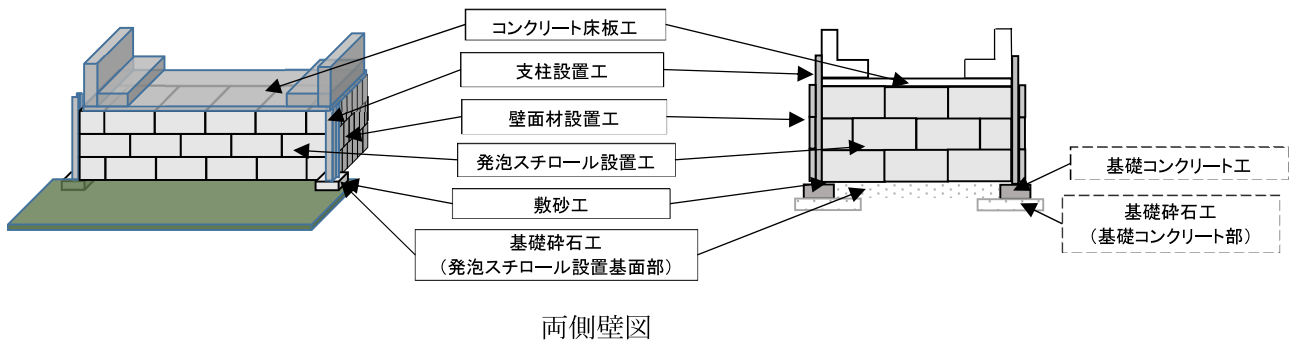 コンクリート床板工
支柱設置工
壁面材設置工
発泡スチロール設置工
敷砂工
基礎砕石工
（発泡スチロール設置基面部）
基礎コンクリート工
基礎砕石工
（基礎コンクリート部）
両側壁図